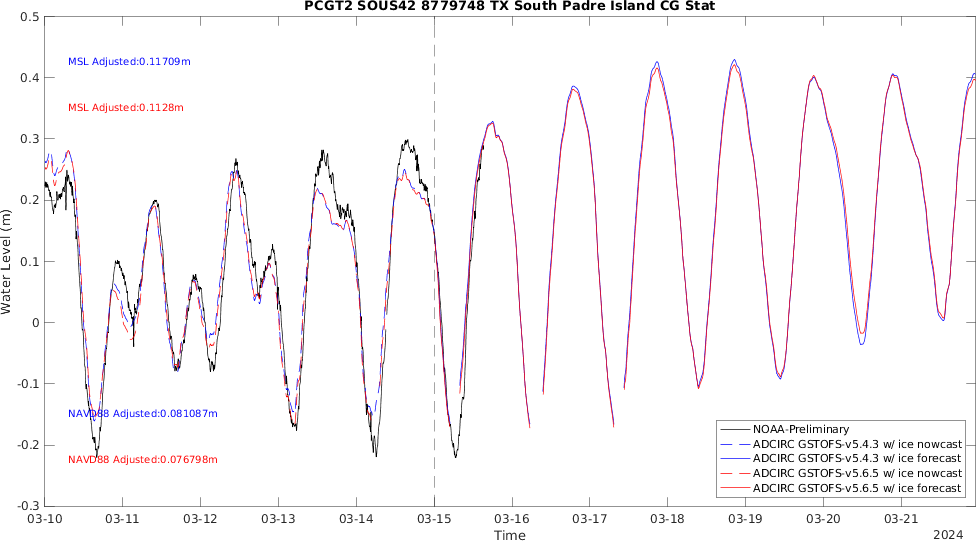 PCGT2 SOUS42 8779748 TX South Padre Island CG Stat
0.5
0.4
0.3
0.2
0.1
0
-0.1
-0.2
-0.3
Water Level (m)
MSL Adjusted:0.11709m
MSL Adjusted:0.1128m
NAVD88 Adjusted:0.081087m
NAVD88 Adjusted:0.076798m
NOAA-Preliminary
ADCIRC GSTOFS-v5.4.3 w/ ice nowcast
ADCIRC GSTOFS-v5.4.3 w/ ice forecast
ADCIRC GSTOFS-v5.6.5 w/ ice nowcast
ADCIRC GSTOFS-v5.6.5 w/ ice forecast
03-10 03-11 03-12 03-13 03-14 03-15 03-16 03-17 03-18 03-19 03-20 03-21
Time
2024